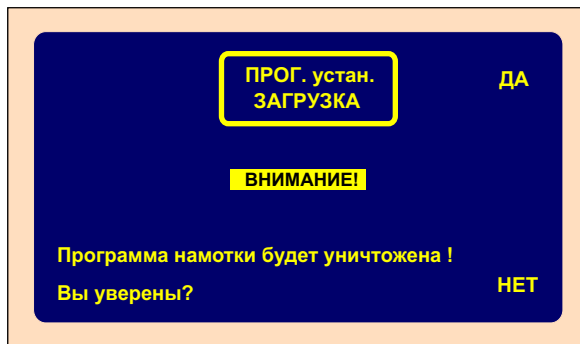 ПРОГ. устан.
ЗАГРУЗКА
ДА
ВНИМАНИЕ!
Программа намотки будет уничтожена !
Вы уверены?
НЕТ